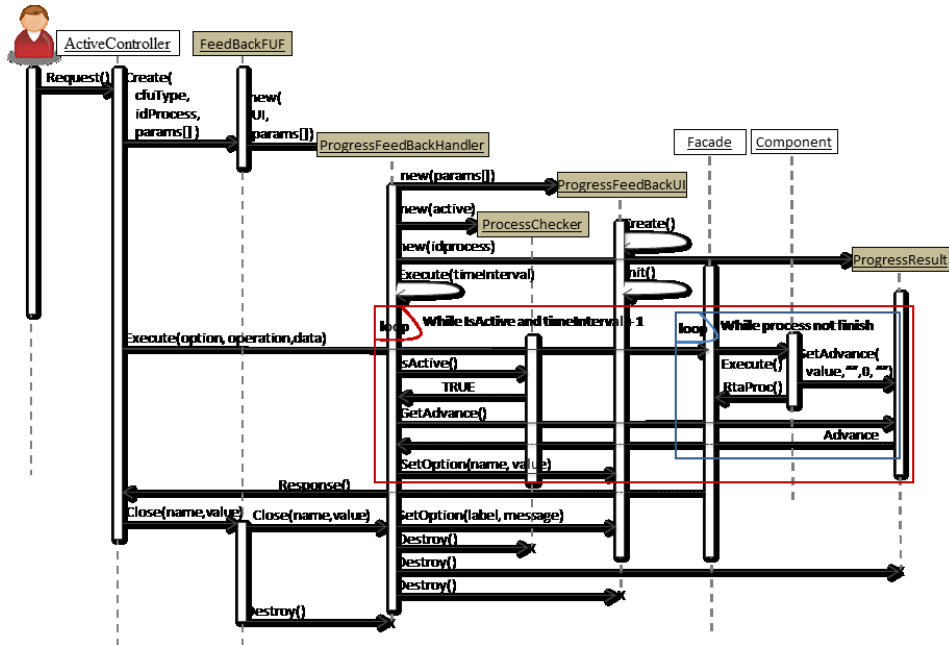 ActiveController
FeedBackFUF
Request()
Create(
cfuType,
idProcess,
params[] )
new(
UI,
params[])
ProgressFeedBackHandler
Facade
Component
new(params[])
ProgressFeedBackUI
new(active)
ProcessChecker
Create()
new(idprocess)
ProgressResult
Execute(timeInterval)
Init()
loop
While IsActive and timeInterval>1
loop
While process not finish
Execute(option, operation,data)
SetAdvance(
value,"",0, "")
Execute()
IsActive()
TRUE
RtaProc()
GetAdvance()
Advance
SetOption(name, value)
Response()
Close(name,value)
Close(name,value)
SetOption(label, message)
Destroy()
X
Destroy()
X
Destroy()
X
Destroy()
X